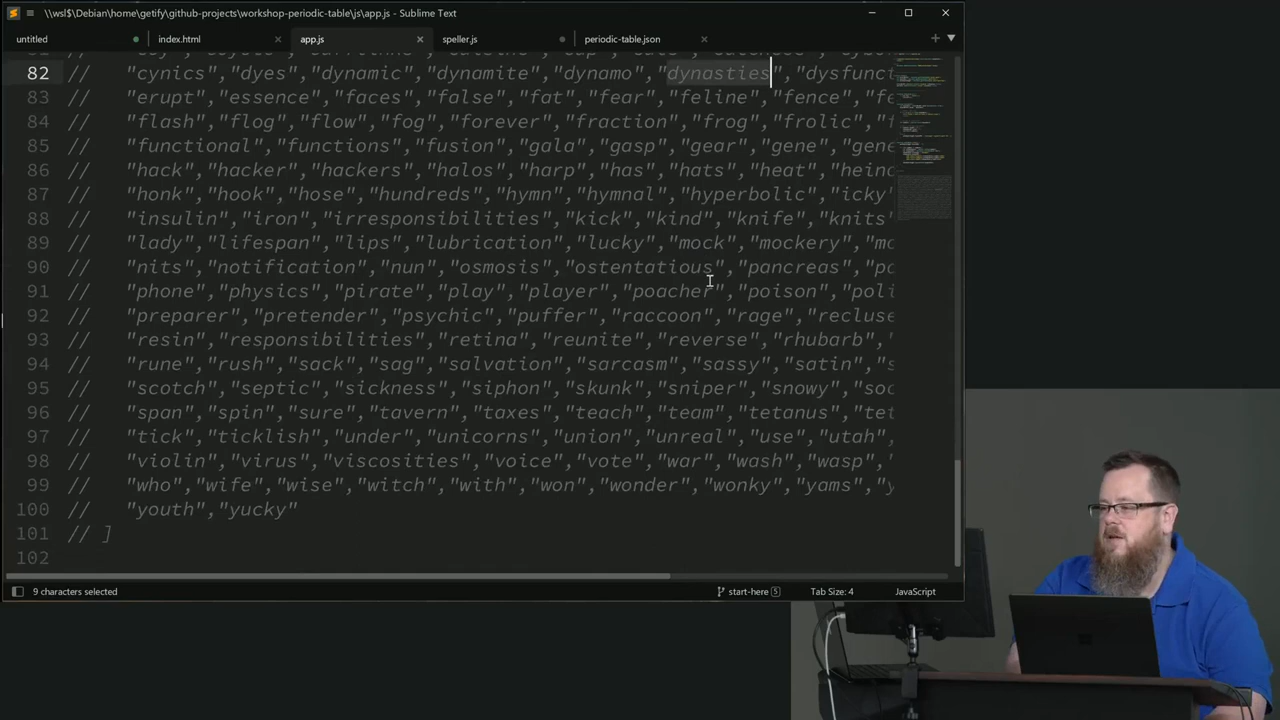 \\wsl$\Debian\home\getify\github-projects\workshop-periodic-table\js\app.js - Sublime Text
untitled index.html app.js speller.js periodic-table.json
82 // "cynics","dyes","dynamic","dynamite","dynamo","dynasties","dysfunct
83 // "erupt","essence","faces","false","fat","fear","feline","fence","fe
84 // "flash","flog","flow","fog","forever","fraction","frog","frolic","f
85 // "function","functions","fusion","gala","gasp","gear","gene","gene
86 // "hack","hacker","hacks","halo","harp","has","hats","heat","heino
87 // "honk","hook","hose","hundreds","hymn","hymnal","hyperbolic","icky"
88 // "insulin","iron","irresponsibilities","kick","kind","knife","knits"
89 // "lady","lifespan","lips","lubrication","lucky","mock","mockery","mo
90 // "nits","notification","nun","osmosis","ostentatious","pancreas","pa
91 // "phone","physics","pirate","play","player","poacher","poison","poli
92 // "preparer","pretender","psychic","puffer","raccoon","rage","recluse
93 // "resin","responsibilities","retina","reunite","reverse","rhubarb","
94 // "rune","rush","sack","sag","salvation","sarcasm","sassy","satin","s
95 // "scotch","septic","sickness","siphon","skunk","sniper","snowy","soc
96 // "span","spin","sure","tavern","taxes","teach","team","tetanus","tet
97 // "tick","ticklish","under","unicorns","union","unreal","use","utah",
98 // "violin","virus","viscosities","voice","vote","war","wash","wasp","
99 // "who","wife","wise","witch","with","won","wonder","wonky","yams","y
100 // "youth","yucky"
101 // ]
102
9 characters selected start-here 5 Tab Size: 4 JavaScript